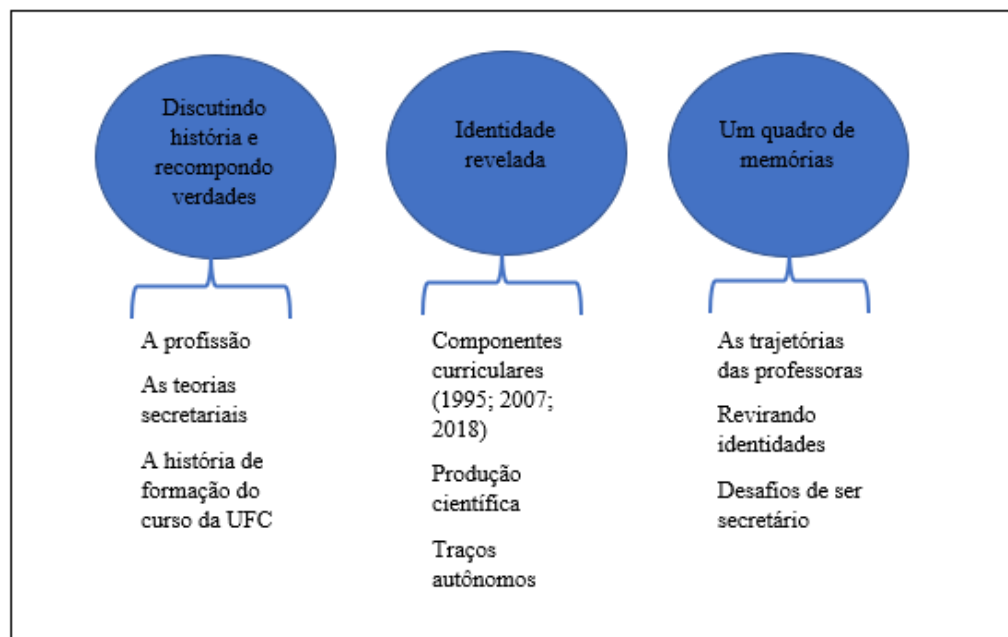 Discutindo
história e
recompondo
verdades
A profissão
As teorias
secretariais
A história de
formação do
curso da UFC
Identidade
revelada
Componentes
curriculares
(1995; 2007;
2018)
Produção
científica
Traços
autônomos
Um quadro de
memórias
As trajetórias
das professoras
Revirando
identidades
Desafios de ser
secretário